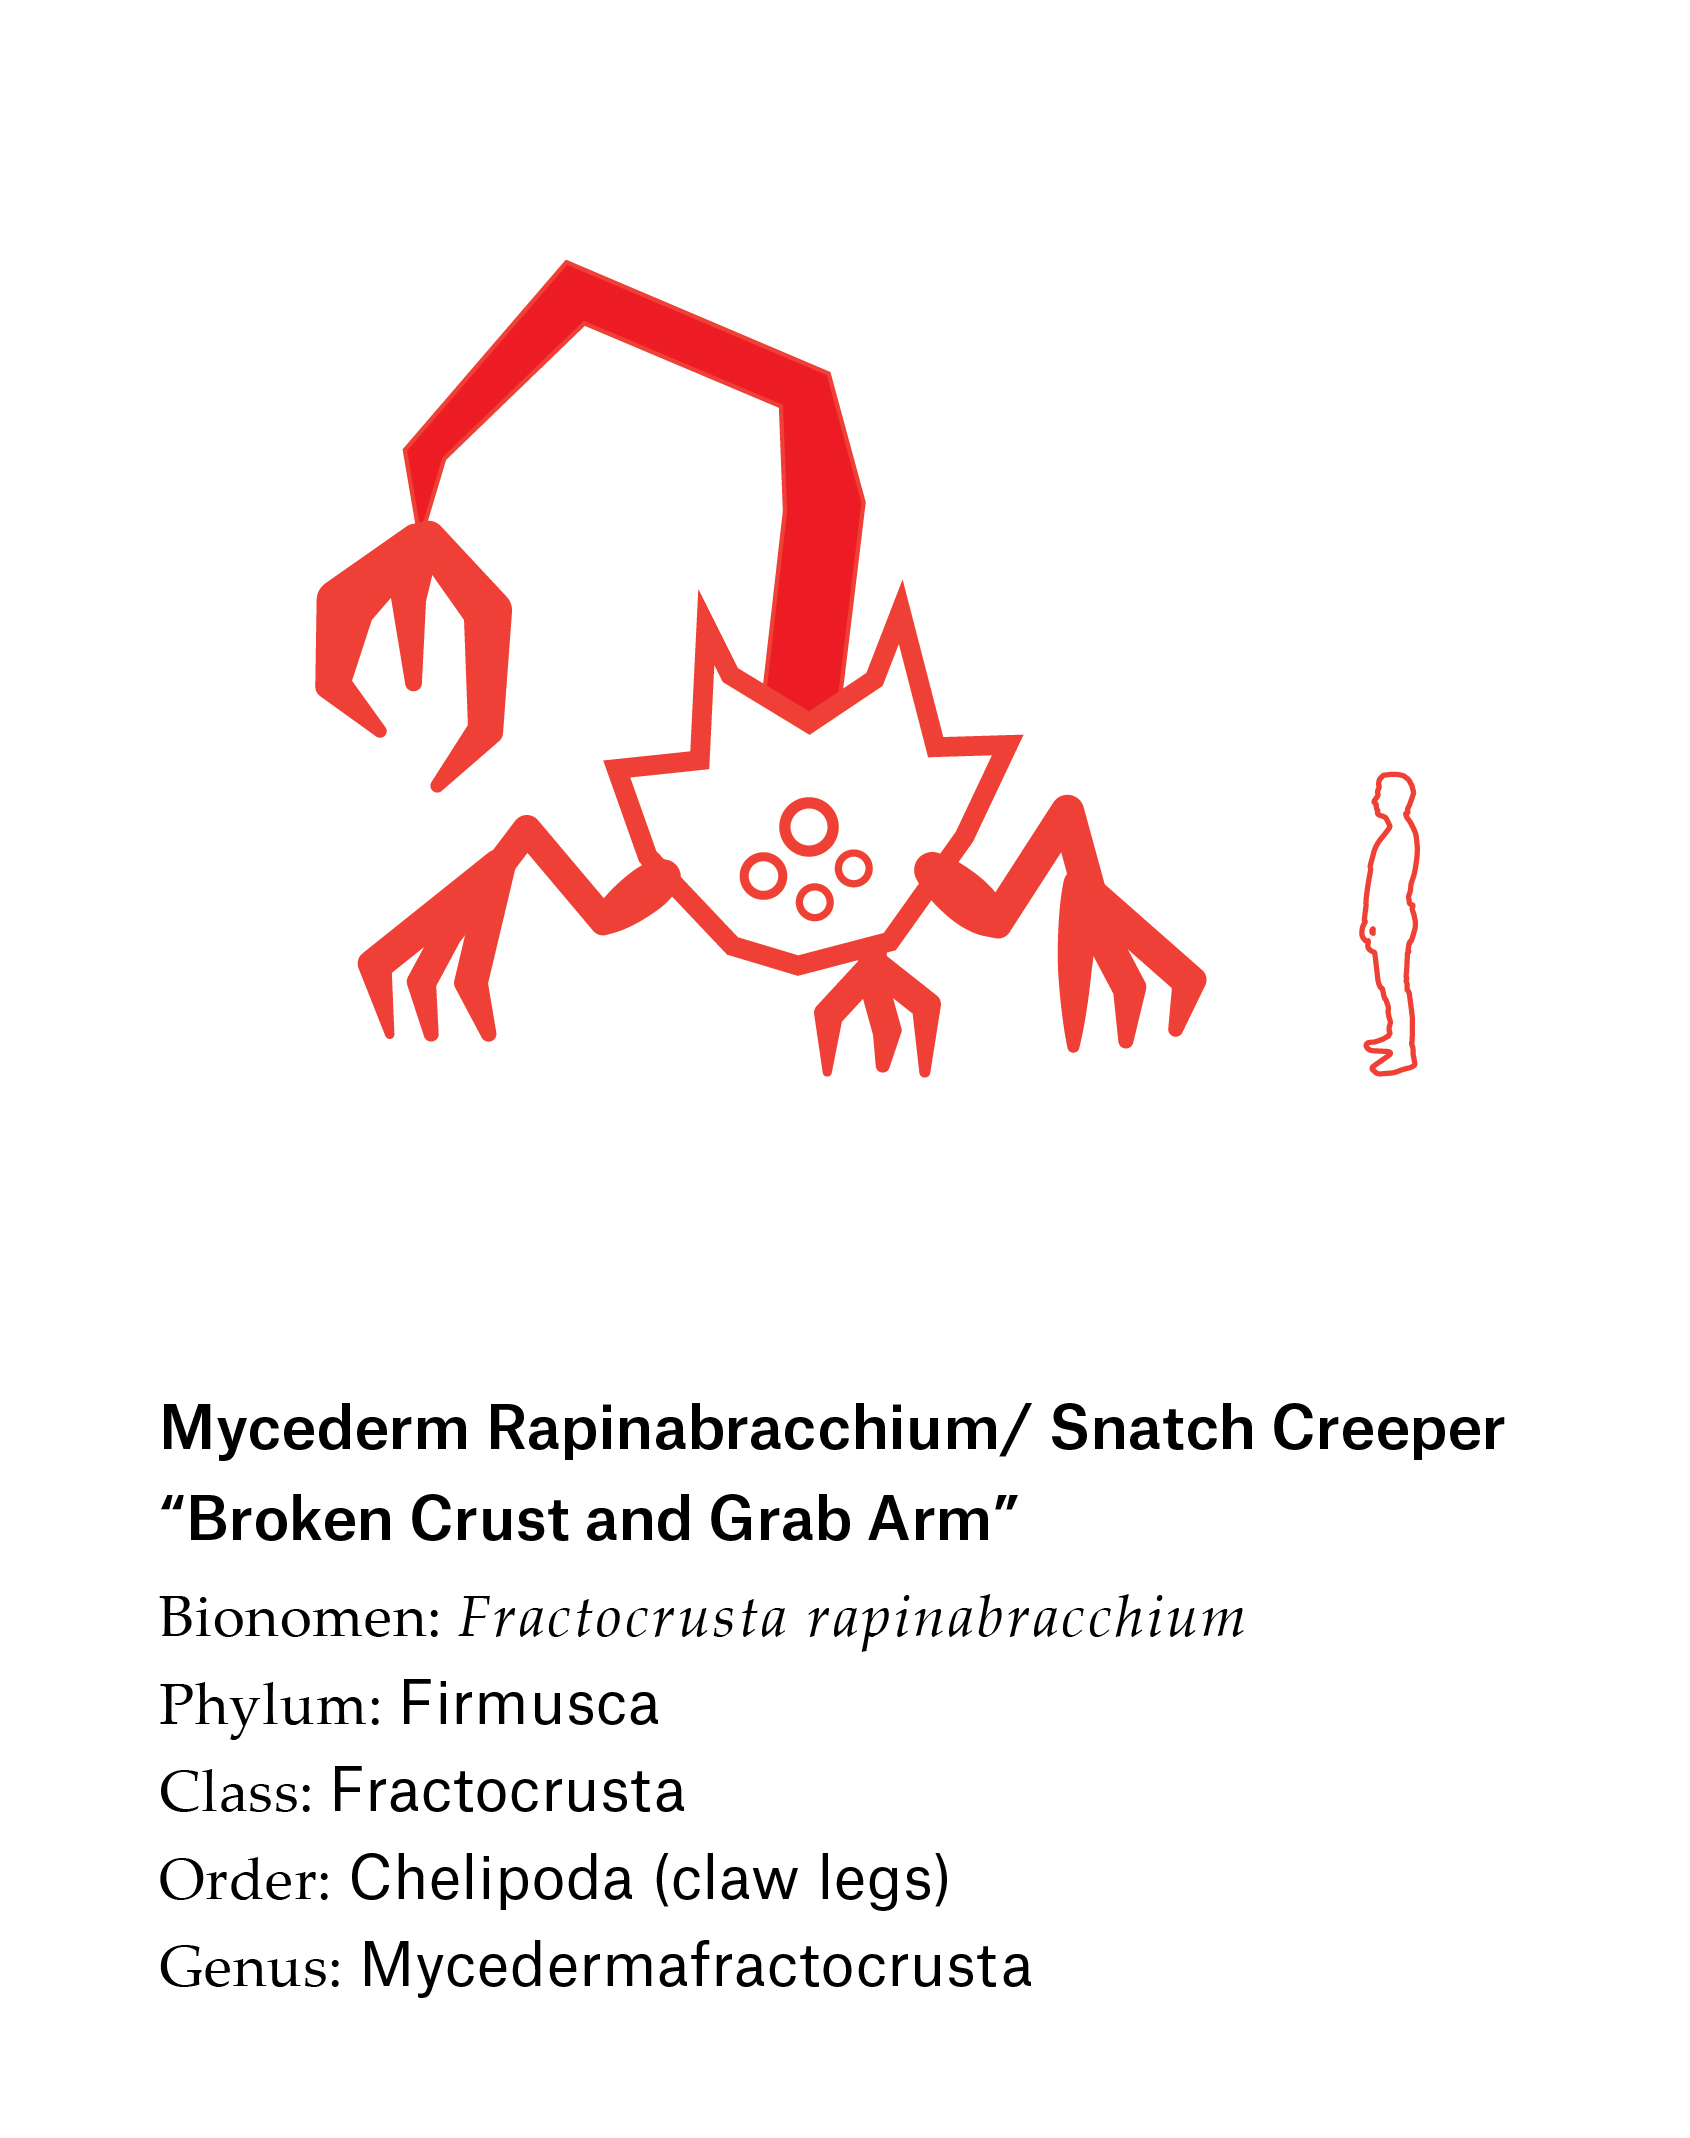 Mycederm Rapinabracchium/ Snatch Creeper
“Broken Crust and Grab Arm”
Bionomen: Fractocrusta rapinabracchium
Phylum: Firmusca
Class: Fractocrusta
Order: Chelipoda (claw legs)
Genus: Mycedermafractocrusta